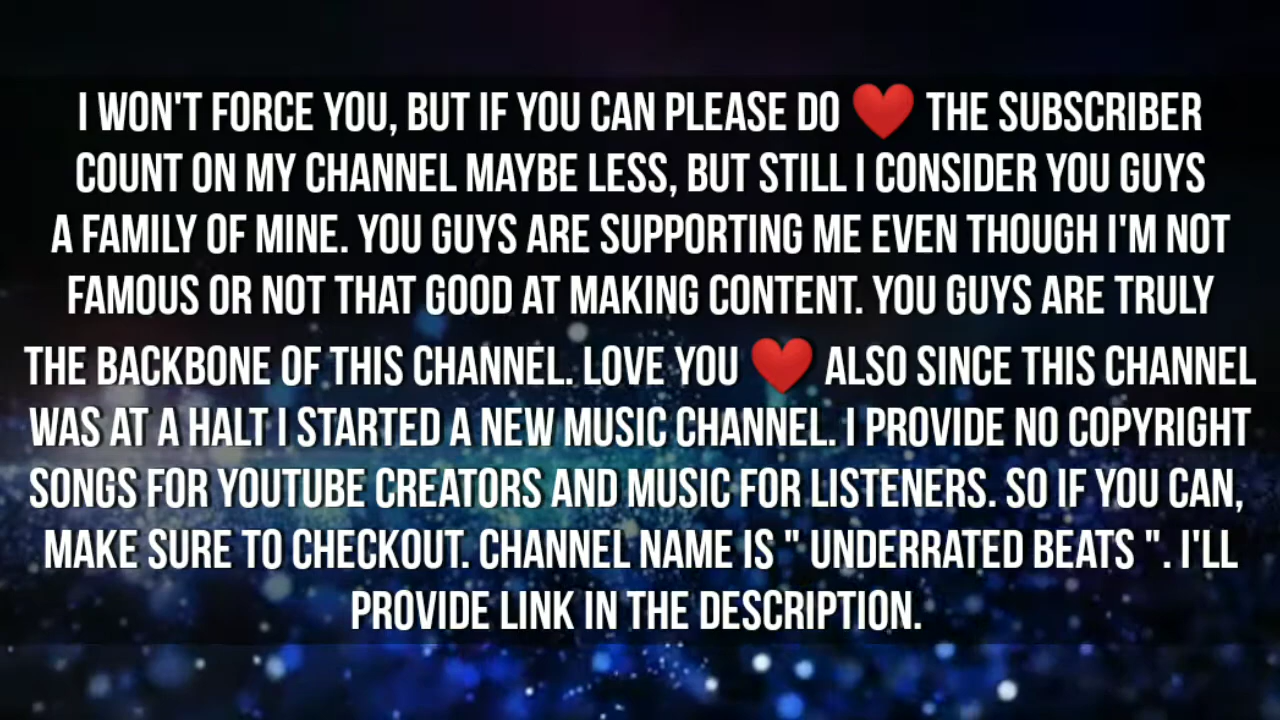 I WON'T FORCE YOU, BUT IF YOU CAN PLEASE DO ❤️ THE SUBSCRIBER
COUNT ON MY CHANNEL MAYBE LESS, BUT STILL I CONSIDER YOU GUYS
A FAMILY OF MINE. YOU GUYS ARE SUPPORTING ME EVEN THOUGH I'M NOT
FAMOUS OR NOT THAT GOOD AT MAKING CONTENT. YOU GUYS ARE TRULY
THE BACKBONE OF THIS CHANNEL. LOVE YOU ❤️ ALSO SINCE THIS CHANNEL
WAS AT A HALT I STARTED A NEW MUSIC CHANNEL. I PROVIDE NO COPYRIGHT
SONGS FOR YOUTUBE CREATORS AND MUSIC FOR LISTENERS. SO IF YOU CAN,
MAKE SURE TO CHECKOUT. CHANNEL NAME IS " UNDERRATED BEATS ". I'LL
PROVIDE LINK IN THE DESCRIPTION.